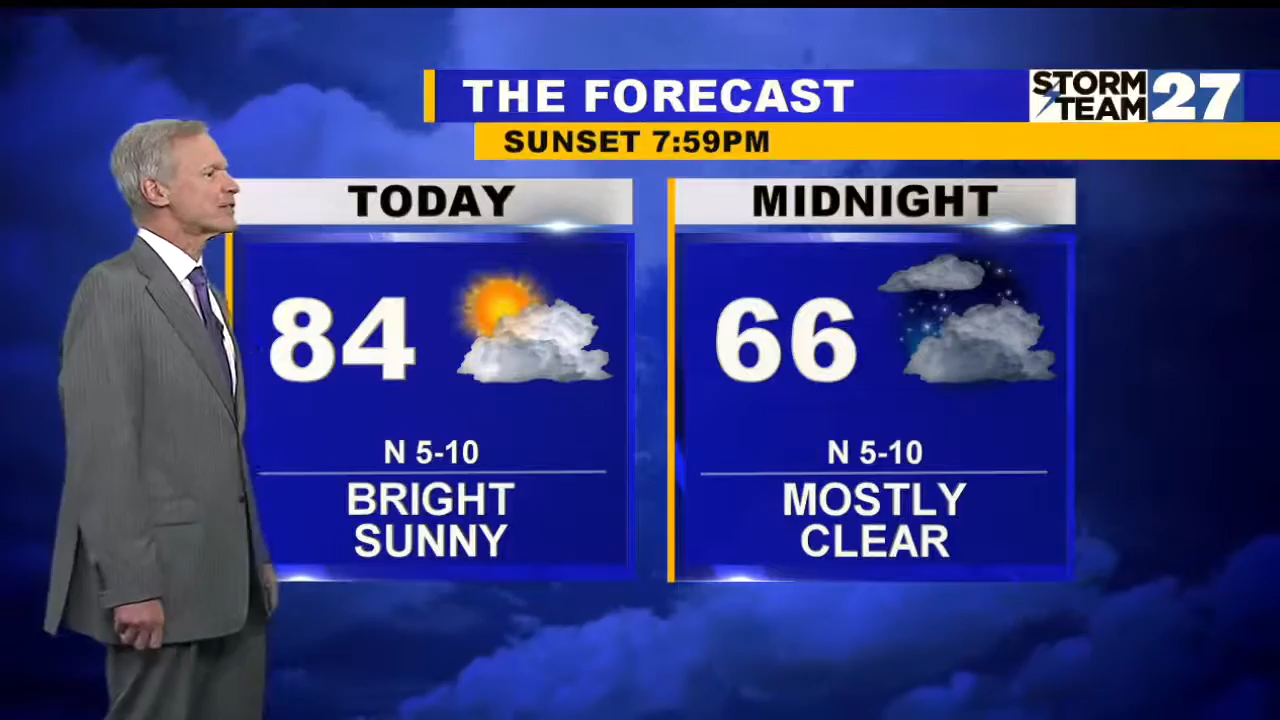 THE FORECAST
STORM TEAM 27
SUNSET 7:59PM
TODAY
84
N 5-10
BRIGHT
SUNNY
MIDNIGHT
66
N 5-10
MOSTLY
CLEAR